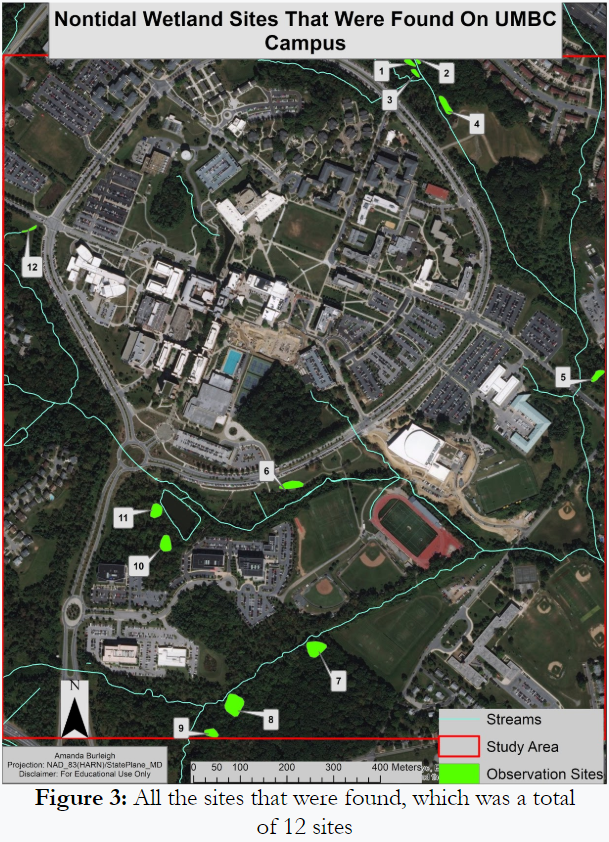 Nontidal Wetland Sites That Were Found On UMBC
Campus
1
2
3
4
12
5
6
11
10
7
8
9
N
Amanda Burleigh
Projection: NAD_83(HARN)/StatePlane_MD
Disclaimer: For Educational Use Only
0 50 100 200 300 400 Meters
Streams
Study Area
Observation Sites
Figure 3: All the sites that were found, which was a total
of 12 sites